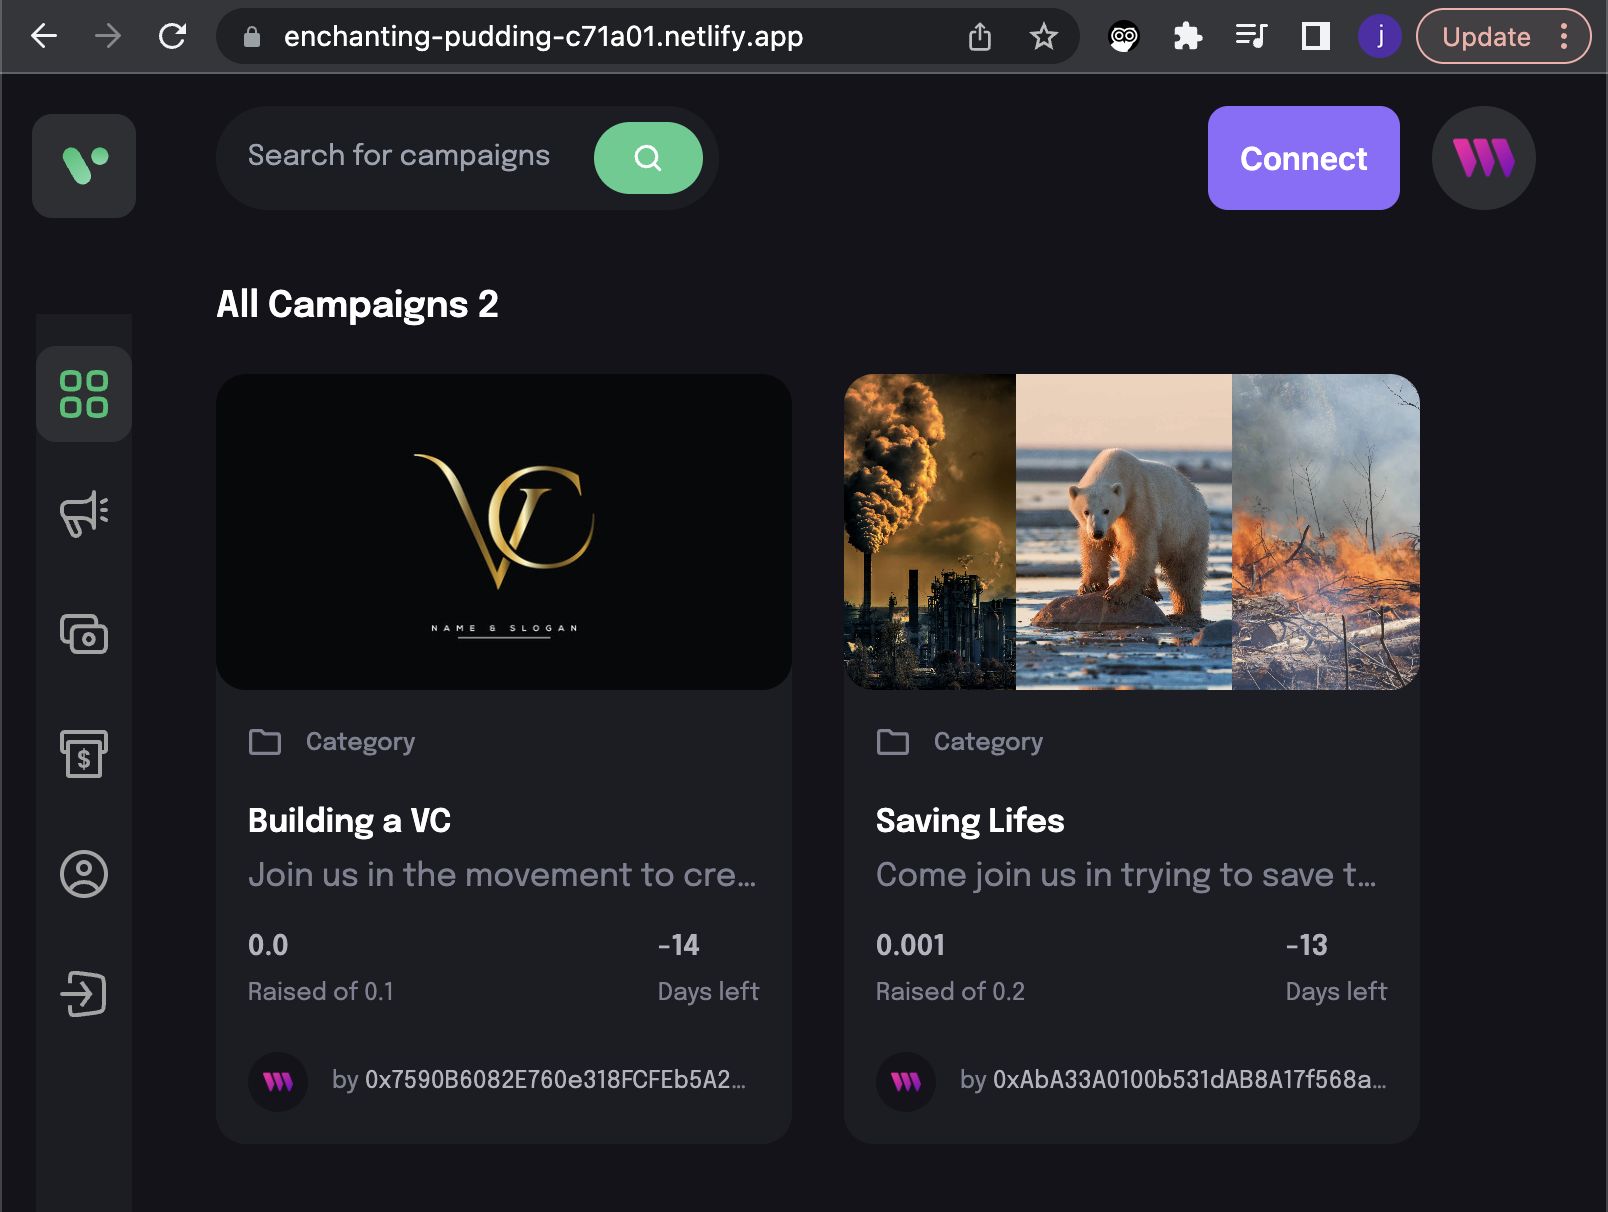 enchanting-pudding-c71a01.netlify.app
j
Update
Search for campaigns
Connect
All Campaigns 2
VC
NAME & SLOGAN
Category
Building a VC
Join us in the movement to cre...
0.0
-14
Raised of 0.1
Days left
by 0x7590B6082E760e318FCFEb5A2...
Category
Saving Lifes
Come join us in trying to save t...
0.001
-13
Raised of 0.2
Days left
by 0xAbA33A0100b531dAB8A17f568a...